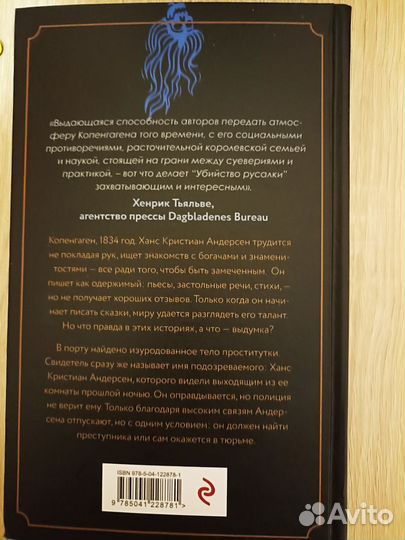 «Выдающаяся способность авторов передать атмос-
феру Копенгагена того времени, с его социальными
противоречиями, расточительной королевской семьей
и наукой, стоящей на грани между суевериями и
практикой, – вот что делает "Убийство русалки"
захватывающим и интересным».
Хенрик Тьяльве,
агентство прессы Dagbladenes Bureau
Копенгаген, 1834 год. Ханс Кристиан Андерсен трудится
не покладая рук, ищет знакомств с богачами и знамени-
тостями – все ради того, чтобы быть замеченным. Он
пишет как одержимый: пьесы, застольные речи, стихи, –
но не получает хороших отзывов. Только когда он начи-
нает писать сказки, миру удается разглядеть его талант.
Но что правда в этих историях, а что – выдумка?
В порту найдено изуродованное тело проститутки.
Свидетель сразу же называет имя подозреваемого: Ханс
Кристиан Андерсен, которого видели выходящим из ее
комнаты прошлой ночью. Он оправдывается, но полиция
не верит ему. Только благодаря высоким связям Андер-
сена отпускают, но с одним условием: он должен найти
преступника или сам окажется в тюрьме.
ISBN 978-5-04-122878-1
9 785041 228781 >
Avito